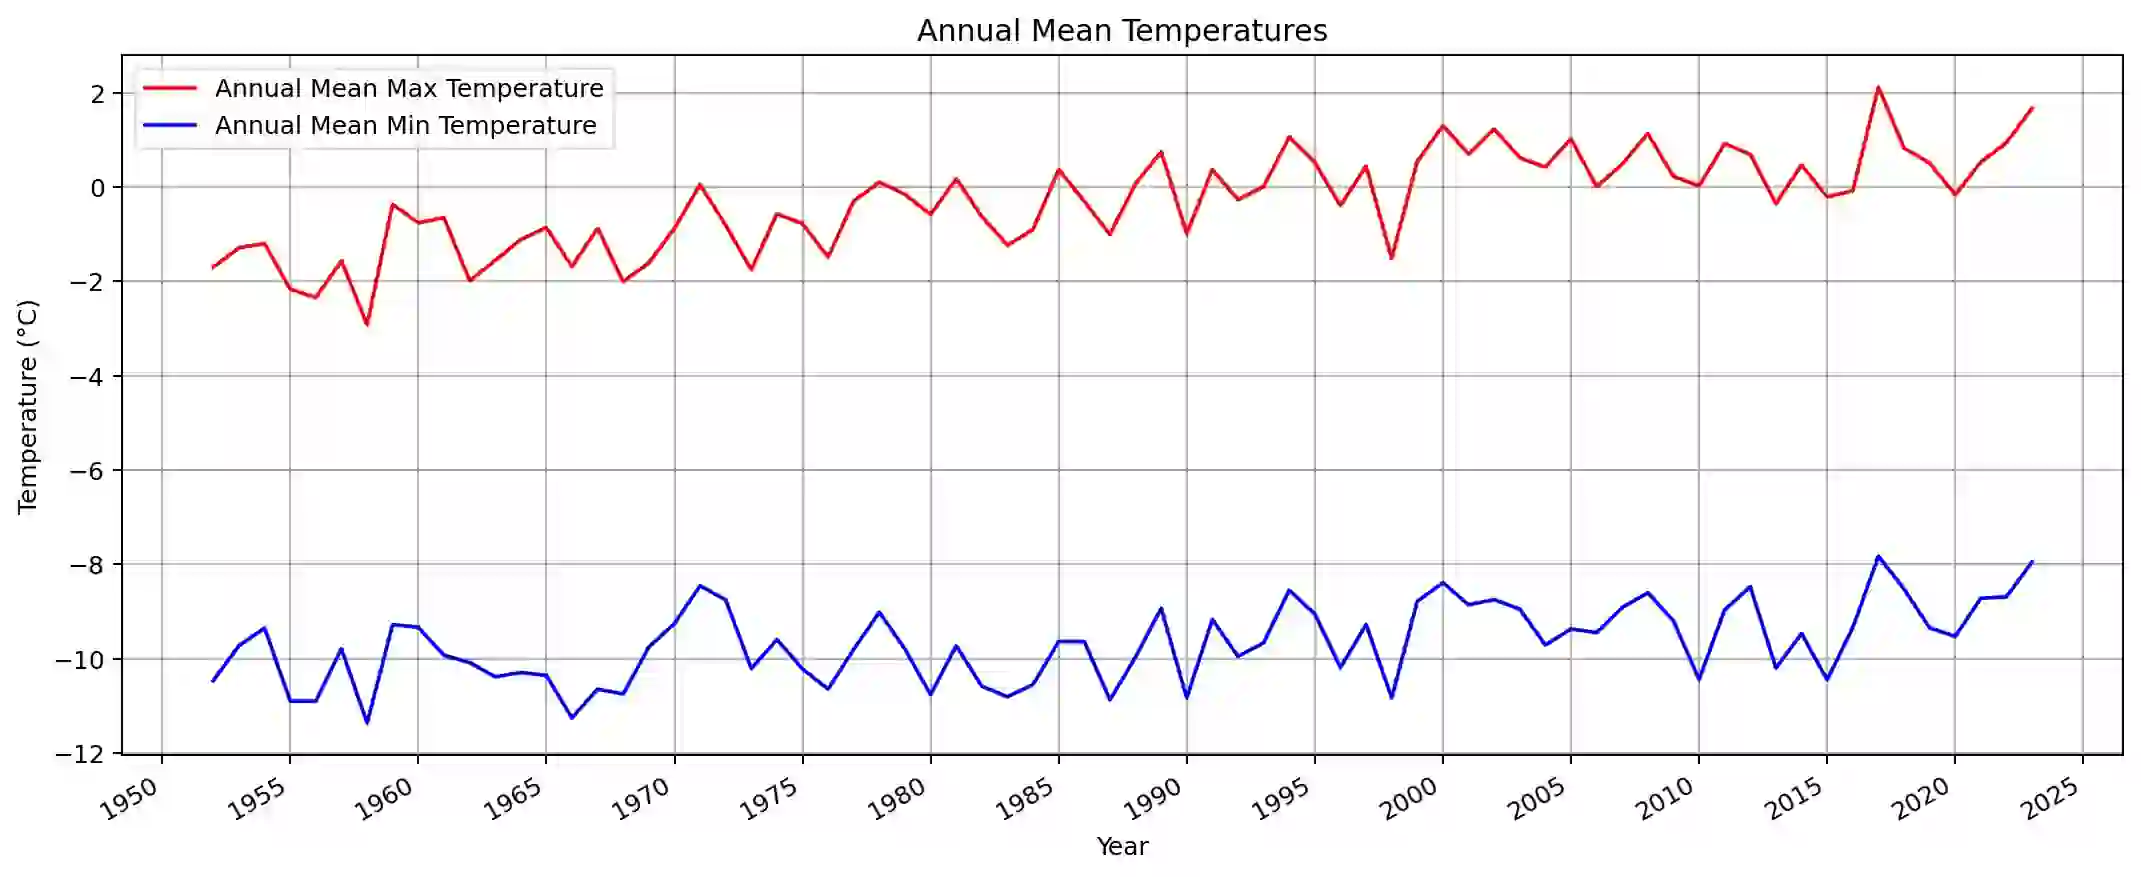 Annual Mean Temperatures
Annual Mean Max Temperature
Annual Mean Min Temperature
Temperature (°C)
2
0
−2
−4
−6
−8
−10
−12
1950 1955 1960 1965 1970 1975 1980 1985 1990 1995 2000 2005 2010 2015 2020 2025
Year